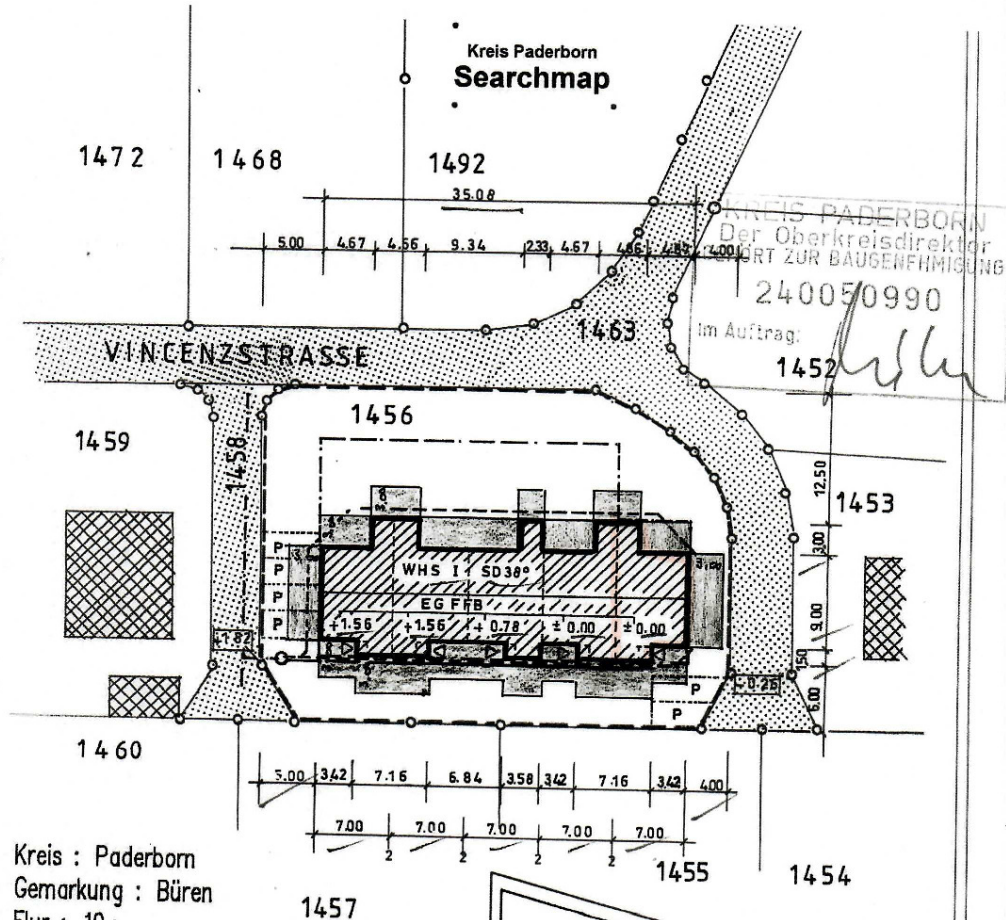 Kreis Paderborn
Searchmap
1472
1468
1492
35.08
KREIS PADERBORN
Der Oberkreisdirektor
ZUR BAUGENEHMIGUNG
240050990
Im Auftrag:
5.00 4.67 4.66 9.34 2.33 4.67 4.66 4.67 4.00
1463
VINCENZSTRASSE
1452
1456
1459
1458
12.50
1453
3.00
P
P
P
P
WHS I SD38°
EG FFB
+1.56 +1.56 + 0.78 ± 0.00 ± 0.00
9.00
+1.82
1.50
- 0.26
6.00
P
P
1460
5.00 3.42 7.16 6.84 3.58 3.42 7.16 3.42 4.00
7.00 7.00 7.00 7.00 7.00
2 2 2 2
Kreis : Paderborn
Gemarkung : Büren
Flur : 10
1455
1454
1457